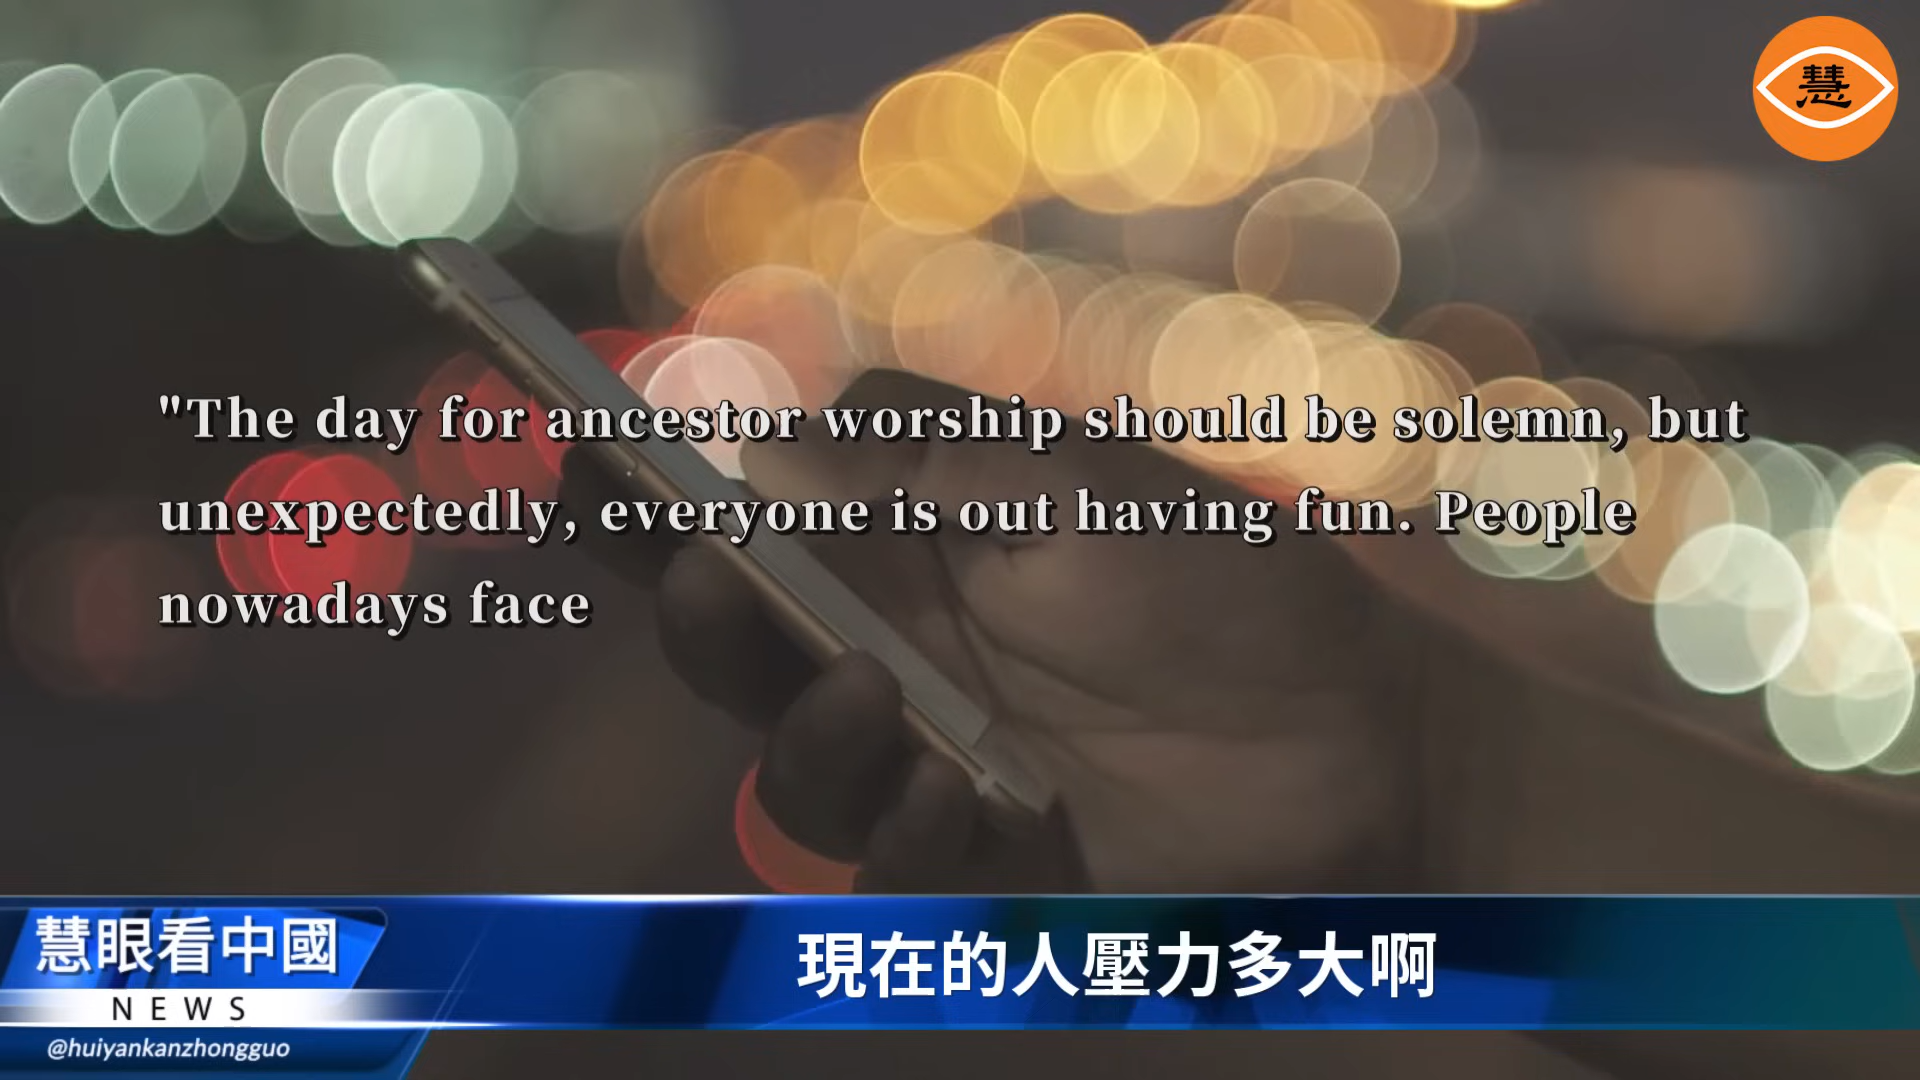 慧
"The day for ancestor worship should be solemn, but
unexpectedly, everyone is out having fun. People
nowadays face
慧眼看中國
NEWS
@huiyankanzhongguo
現在的人壓力多大啊